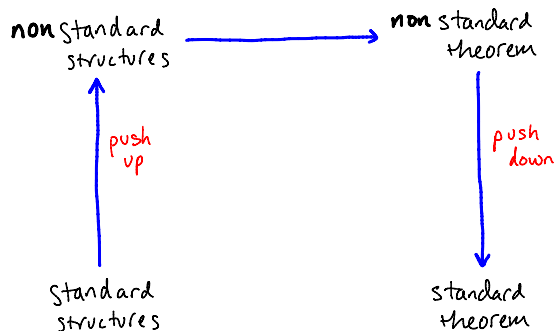 non standard
structures
non standard
theorem
push
up
push
down
standard
structures
standard
theorem